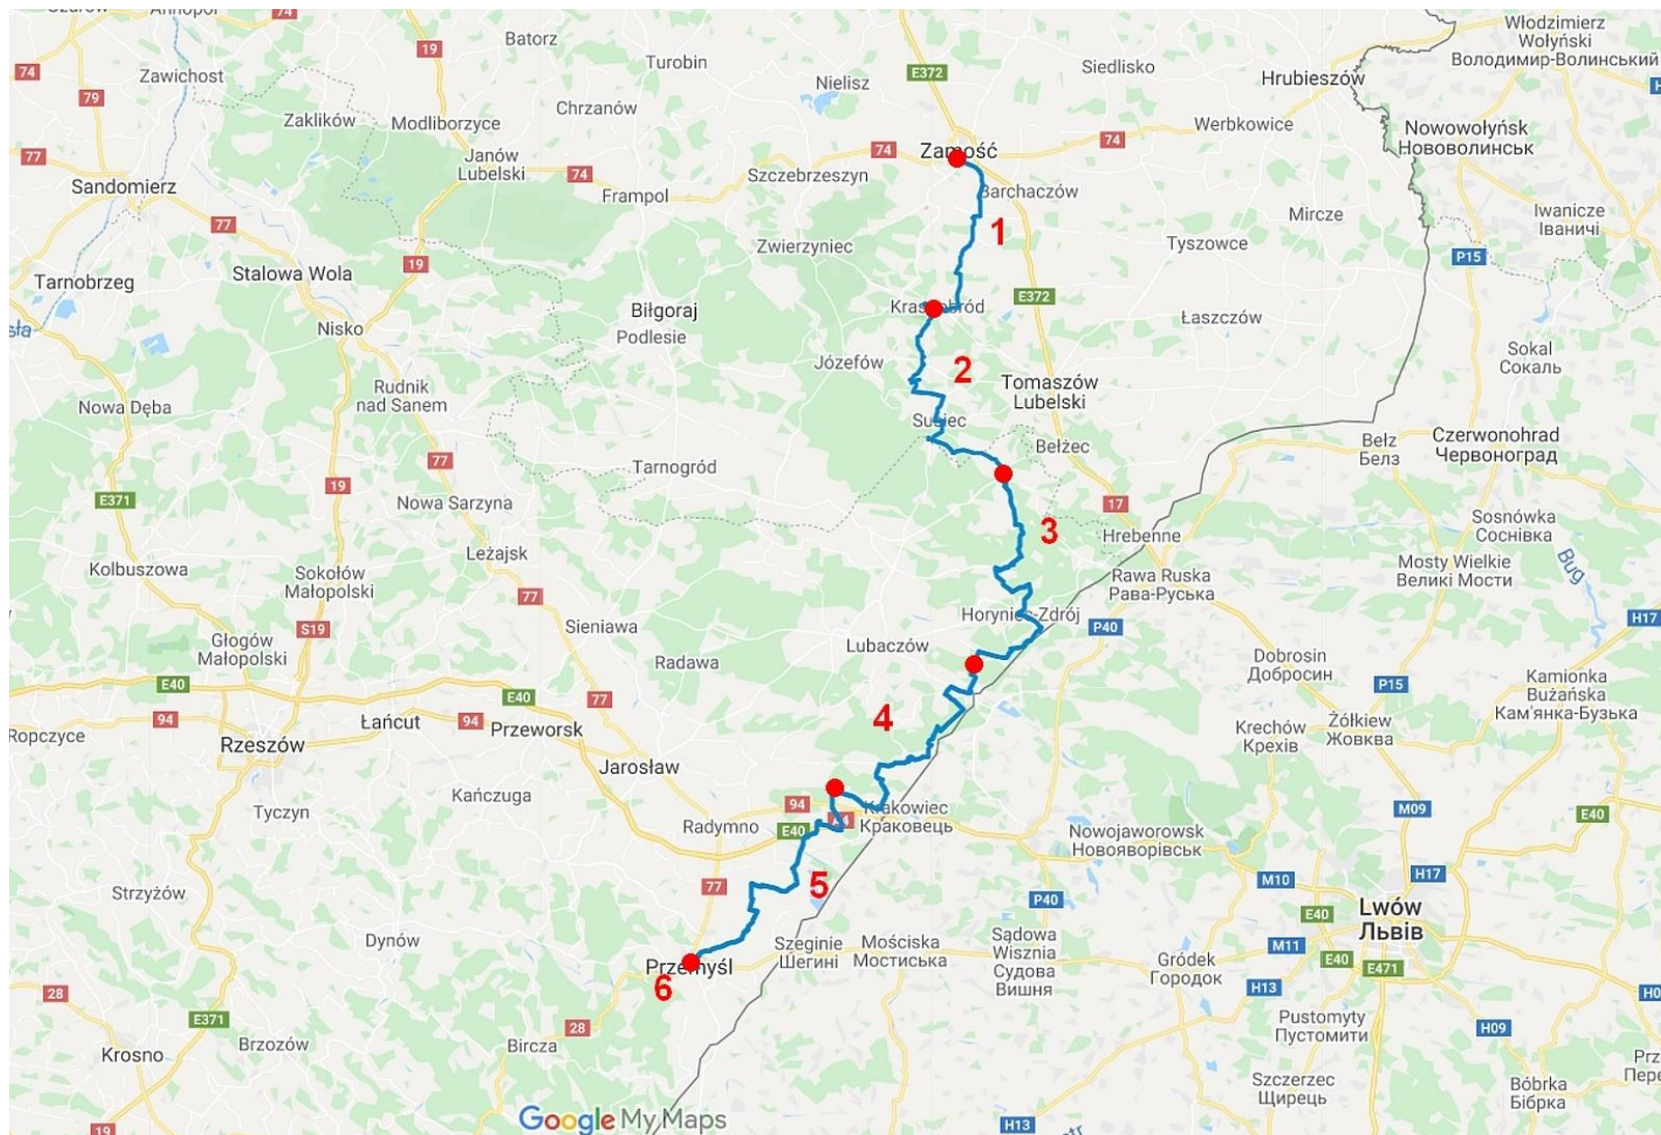 Annopol
74
Ożarów
Włodzimierz
Wołyński
Володимир-Волинський
Batorz
19
Turobin
E372
Siedlisko
Hrubieszów
74
Zawichost
Nielisz
79
Chrzanów
Zaklików
Modliborzyce
Werbkowice
Nowowołyńsk
Нововолинськ
74
77
Janów
Lubelski
74
74
Zamość
Szczebrzeszyn
Sandomierz
Frampol
Barchaczów
Mircze
Iwanicze
Іваничі
77
1
Zwierzyniec
Tyszowce
P15
19
Stalowa Wola
Tarnobrzeg
E372
Krasnobród
Biłgoraj
Podlesie
Łaszczów
Nisko
Józefów
2
Sokal
Сокаль
Rudnik
nad Sanem
Tomaszów
Lubelski
Nowa Dęba
Susiec
Bełżec
Bełz
Белз
Czerwonohrad
Червоноград
77
Tarnogród
19
E371
Nowa Sarzyna
17
Sosnówka
Соснівка
3
Hrebenne
Leżajsk
Kolbuszowa
Sokołów
Małopolski
Rawa Ruska
Рава-Руська
Mosty Wielkie
Великі Мости
Bug
77
Horyniec-Zdrój
H17
S19
Sieniawa
P40
Głogów
Małopolski
Lubaczów
Radawa
Dobrosin
Добросин
E40
E40
77
P15
Kamionka
Bużańska
Кам'янка-Бузька
94
Łańcut
94
Przeworsk
4
Krechów
Крехів
Żółkiew
Жовква
Ropczyce
Rzeszów
Jarosław
Kańczuga
94
Krakowiec
Краковець
M09
E40
Tyczyn
Radymno
E40
Nowojaworowsk
Новояворівськ
Strzyżów
77
5
M10
H17
P40
Lwów
Львів
E40
Dynów
Szeginie
Шегині
Mościska
Мостиська
Sądowa
Wisznia
Судова
Вишня
M11
Gródek
Городок
E40
E471
Przemyśl
6
28
H13
E371
28
Pustomyty
Пустомити
H09
Krosno
Brzozów
Bircza
Szczerzec
Щирець
Bóbrka
Бібрка
Google My Maps
H13
19